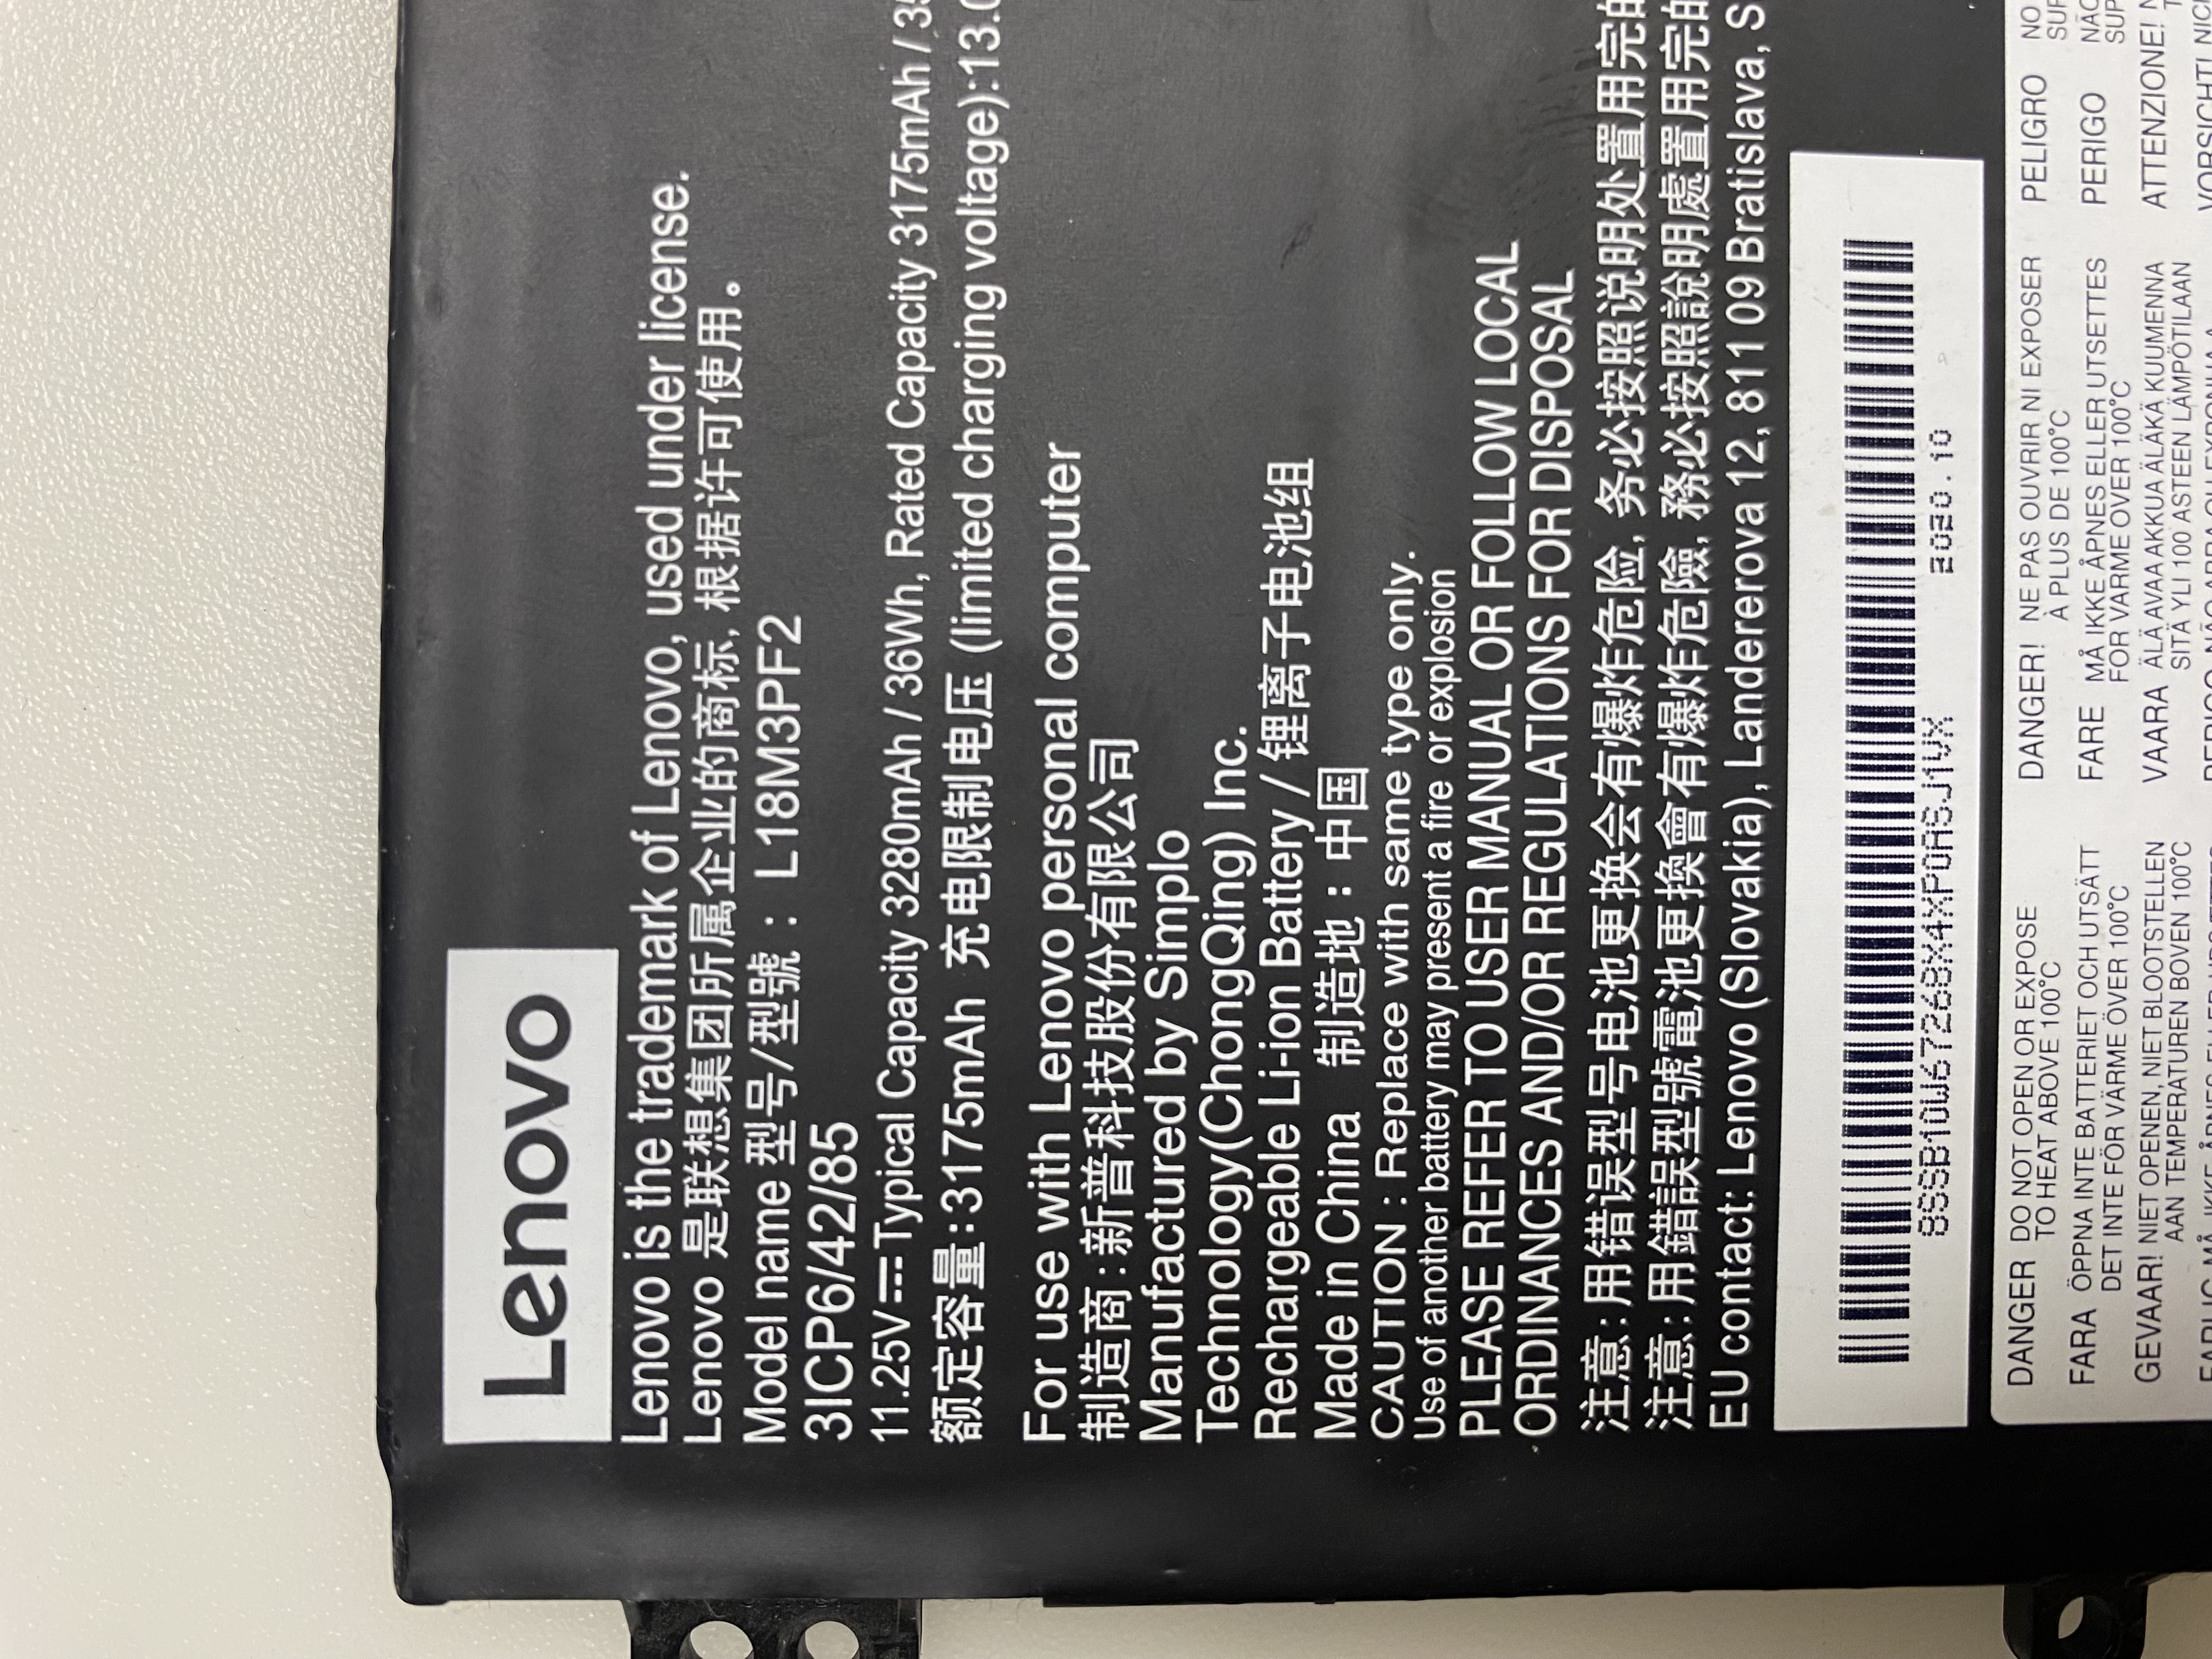 Lenovo
Lenovo is the trademark of Lenovo, used under license.
Lenovo 是联想集团所属企业的商标, 根据许可使用。
Model name 型号/型號 : L18M3PF2
3ICP6/42/85
11.25V⎓Typical Capacity 3280mAh / 36Wh, Rated Capacity 3175mAh /
额定容量:3175mAh 充电限制电压 (limited charging voltage):13.
For use with Lenovo personal computer
制造商:新普科技股份有限公司
Manufactured by Simplo
Technology(ChongQing) Inc.
Rechargeable Li-ion Battery / 锂离子电池组
Made in China 制造地 : 中国
CAUTION : Replace with same type only.
Use of another battery may present a fire or explosion
PLEASE REFER TO USER MANUAL OR FOLLOW LOCAL
ORDINANCES AND/OR REGULATIONS FOR DISPOSAL
注意:用错误型号电池更换会有爆炸危险, 务必按照说明处置用完
注意:用錯誤型號電池更換會有爆炸危險, 務必按照說明處置用完
EU contact: Lenovo (Slovakia), Landererova 12, 811 09 Bratislava, S
8SSB10W67268X4XP0A6J1VX 2020.10
DANGER DO NOT OPEN OR EXPOSE
TO HEAT ABOVE 100°C
DANGER! NE PAS OUVRIR NI EXPOSER
À PLUS DE 100°C
PELIGRO NO
FARA ÖPPNA INTE BATTERIET OCH UTSÄTT
DET INTE FÖR VÄRME ÖVER 100°C
FARE MÅ IKKE ÅPNES ELLER UTSETTES
FOR VARME OVER 100°C
PERIGO
GEVAAR! NIET OPENEN, NIET BLOOTSTELLEN
AAN TEMPERATUREN BOVEN 100°C
VAARA ÄLÄ AVAA AKKUA ÄLÄKÄ KUUMENNA
SITÄ YLI 100 ASTEEN LÄMPÖTILAAN
ATTENZIONE!
VORSICHT!